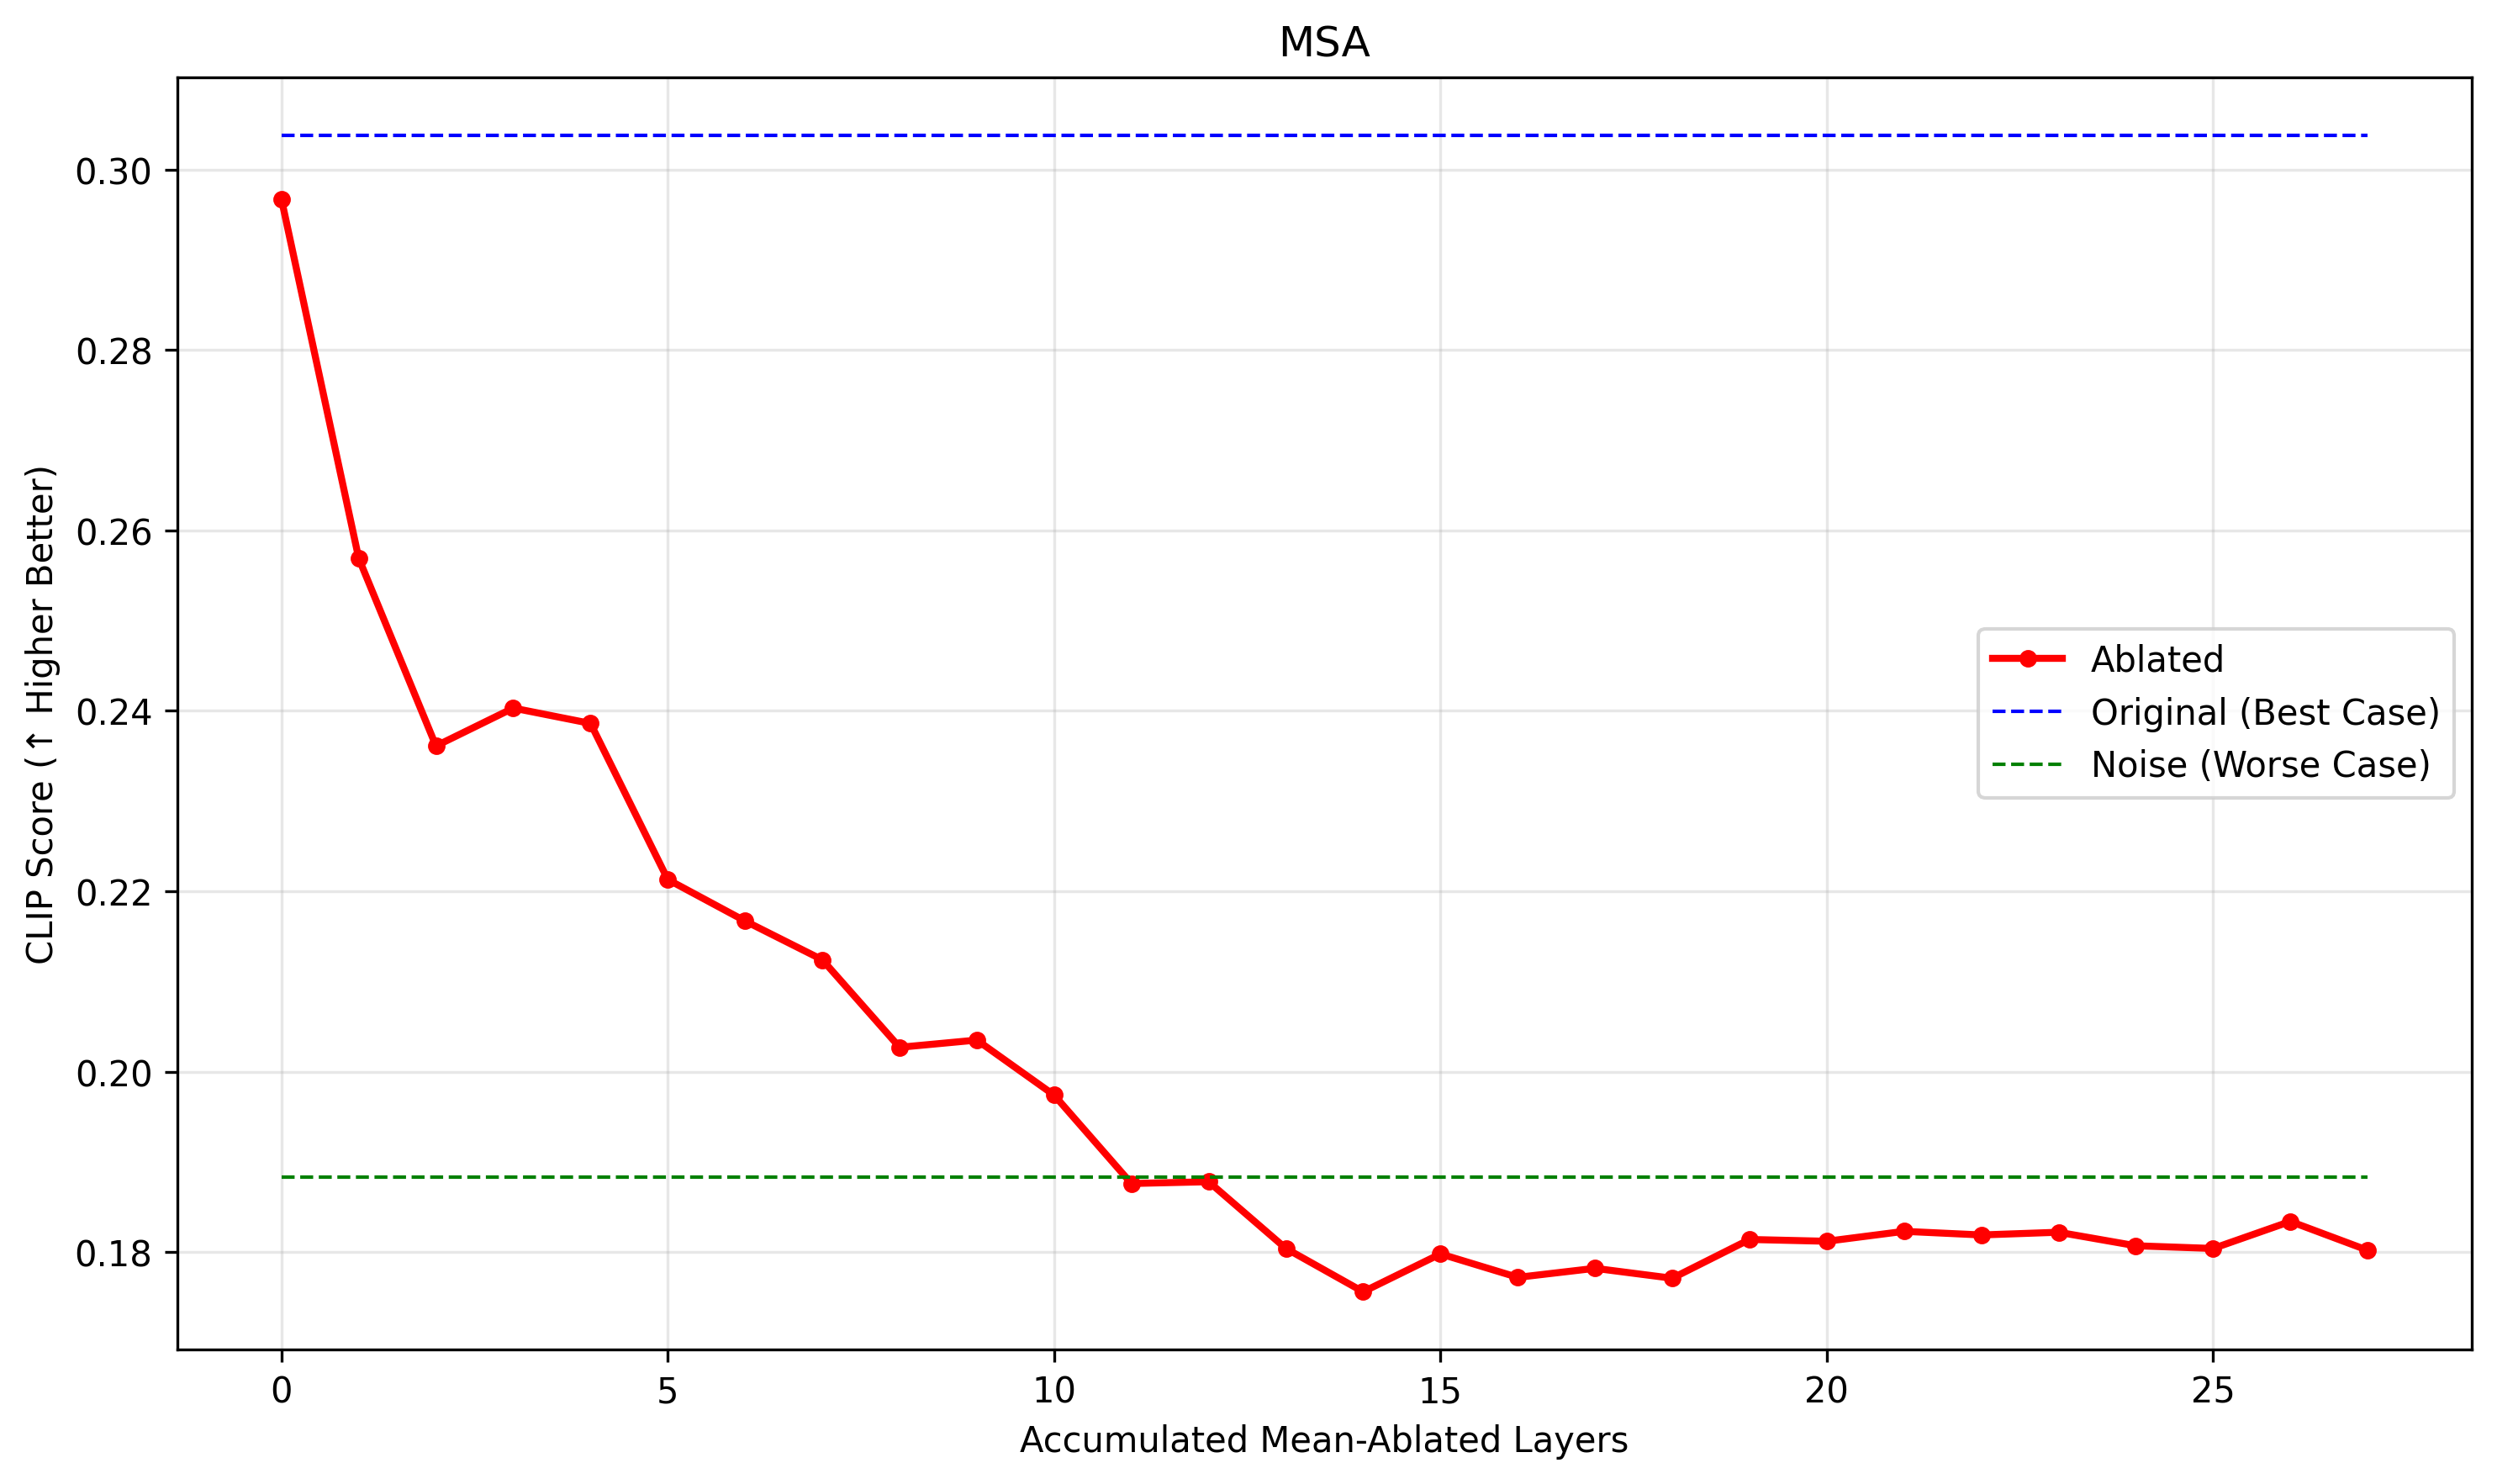 MSA
CLIP Score (↑ Higher Better)
0.30
0.28
0.26
0.24
0.22
0.20
0.18
Ablated
Original (Best Case)
Noise (Worse Case)
0 5 10 15 20 25
Accumulated Mean-Ablated Layers